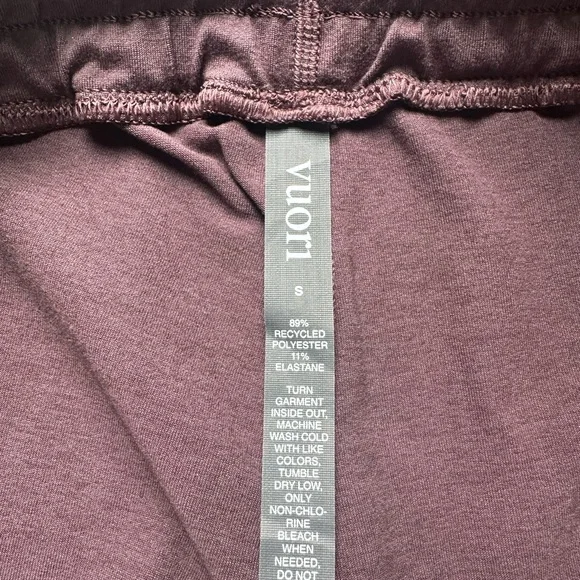 vuori
S
89%
RECYCLED
POLYESTER
11%
ELASTANE
TURN
GARMENT
INSIDE OUT,
MACHINE
WASH COLD
WITH LIKE
COLORS,
TUMBLE
DRY LOW,
ONLY
NON-CHLO-
RINE
BLEACH
WHEN
NEEDED,
DO NOT